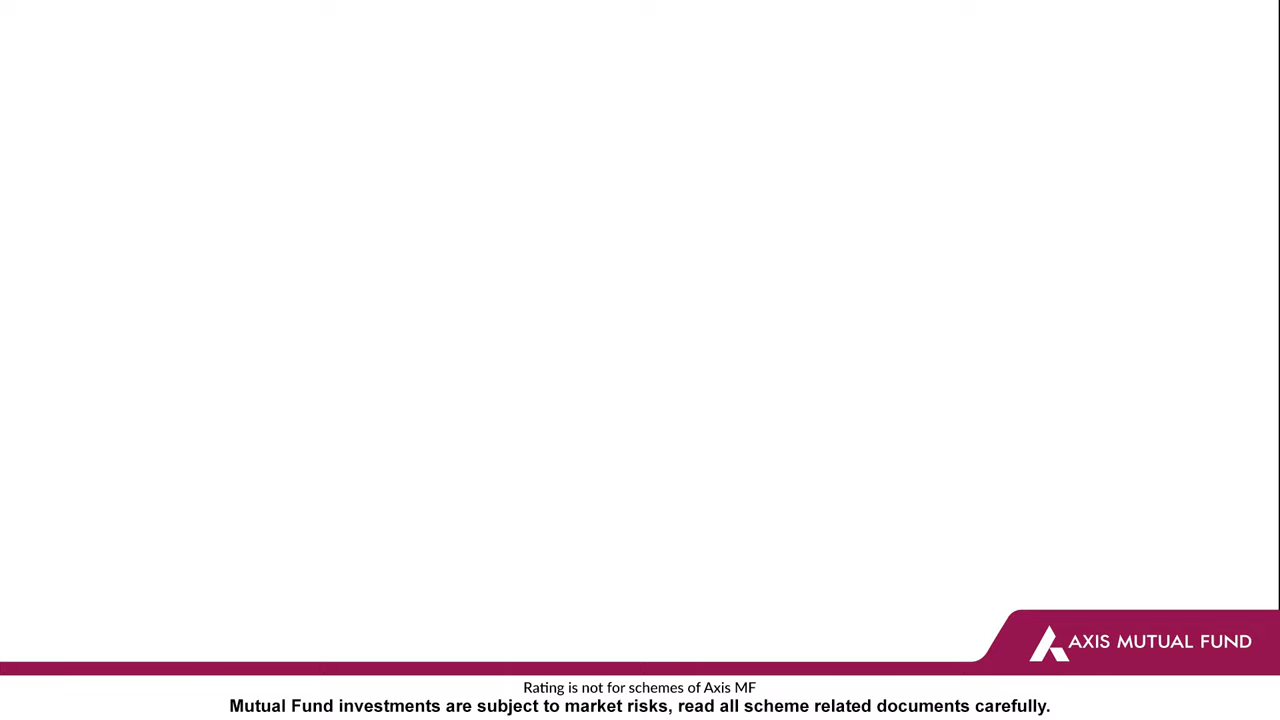 AXIS MUTUAL FUND
Rating is not for schemes of Axis MF
Mutual Fund investments are subject to market risks, read all scheme related documents carefully.